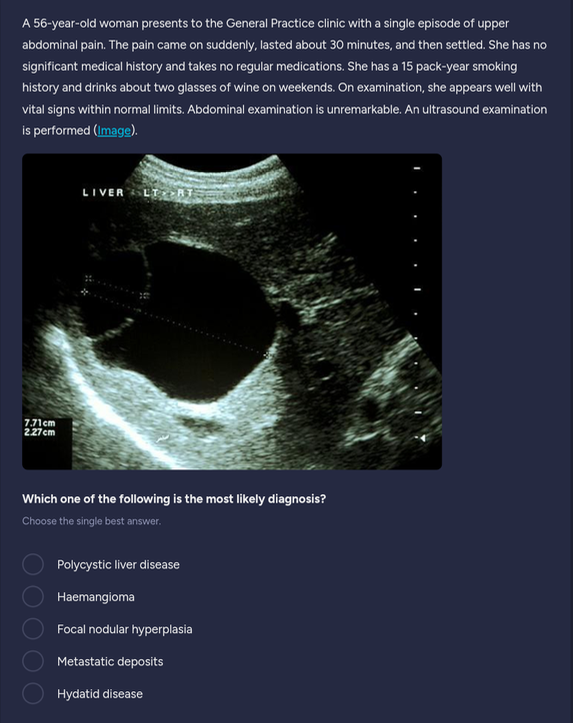 A 56-year-old woman presents to the General Practice clinic with a single episode of upper
abdominal pain. The pain came on suddenly, lasted about 30 minutes, and then settled. She has no
significant medical history and takes no regular medications. She has a 15 pack-year smoking
history and drinks about two glasses of wine on weekends. On examination, she appears well with
vital signs within normal limits. Abdominal examination is unremarkable. An ultrasound examination
is performed (Image).
LIVER - LT->RT
7.71cm
2.27cm
Which one of the following is the most likely diagnosis?
Choose the single best answer.
Polycystic liver disease
Haemangioma
Focal nodular hyperplasia
Metastatic deposits
Hydatid disease